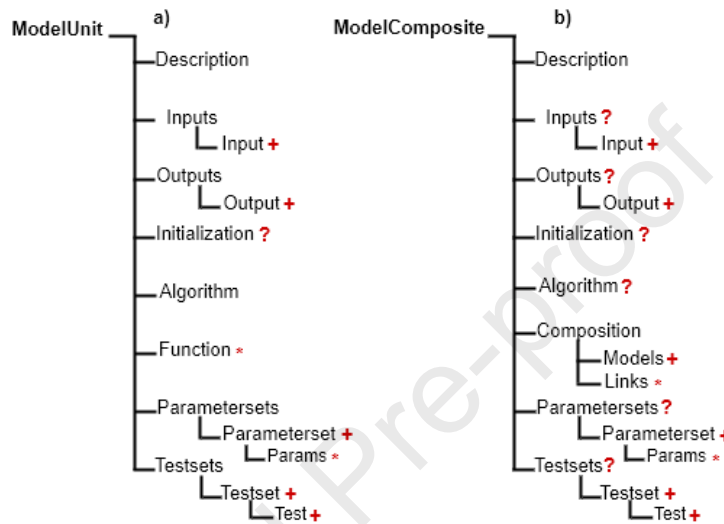 a)
ModelUnit
Description
Inputs
Input +
Outputs
Output +
Initialization ?
Algorithm
Function *
Parametersets
Parameterset +
Params *
Testsets
Testset +
Test +
b)
ModelComposite
Description
Inputs ?
Input +
Outputs ?
Output +
Initialization ?
Algorithm ?
Composition
Models +
Links *
Parametersets ?
Parameterset +
Params *
Testsets ?
Testset +
Test +
Pre-proof